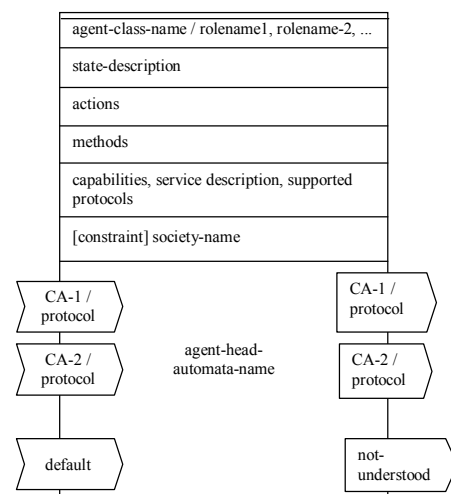 agent-class-name / rolename1, rolename-2, ...
state-description
actions
methods
capabilities, service description, supported
protocols
[constraint] society-name
CA-1 /
protocol
CA-1 /
protocol
CA-2 /
protocol
agent-head-
automata-name
CA-2 /
protocol
default
not-
understood